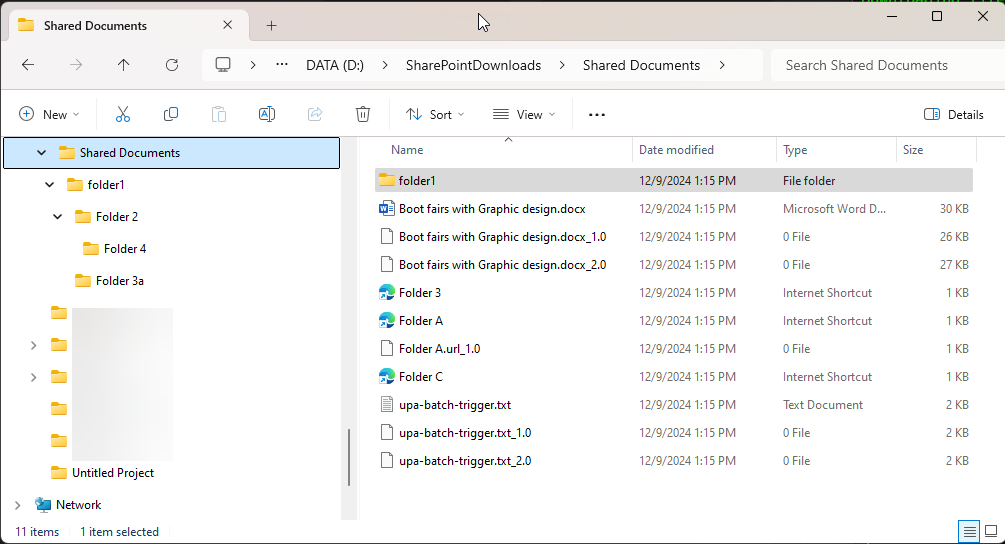 Shared Documents
DATA (D:) > SharePointDownloads > Shared Documents >
Search Shared Documents
New
Sort
View
Details
Shared Documents
folder1
Folder 2
Folder 4
Folder 3a
Untitled Project
Network
Name Date modified Type Size
folder1 12/9/2024 1:15 PM File folder
Boot fairs with Graphic design.docx 12/9/2024 1:15 PM Microsoft Word D... 30 KB
Boot fairs with Graphic design.docx_1.0 12/9/2024 1:15 PM 0 File 26 KB
Boot fairs with Graphic design.docx_2.0 12/9/2024 1:15 PM 0 File 27 KB
Folder 3 12/9/2024 1:15 PM Internet Shortcut 1 KB
Folder A 12/9/2024 1:15 PM Internet Shortcut 1 KB
Folder A.url_1.0 12/9/2024 1:15 PM 0 File 1 KB
Folder C 12/9/2024 1:15 PM Internet Shortcut 1 KB
upa-batch-trigger.txt 12/9/2024 1:15 PM Text Document 2 KB
upa-batch-trigger.txt_1.0 12/9/2024 1:15 PM 0 File 2 KB
upa-batch-trigger.txt_2.0 12/9/2024 1:15 PM 0 File 2 KB
11 items 1 item selected